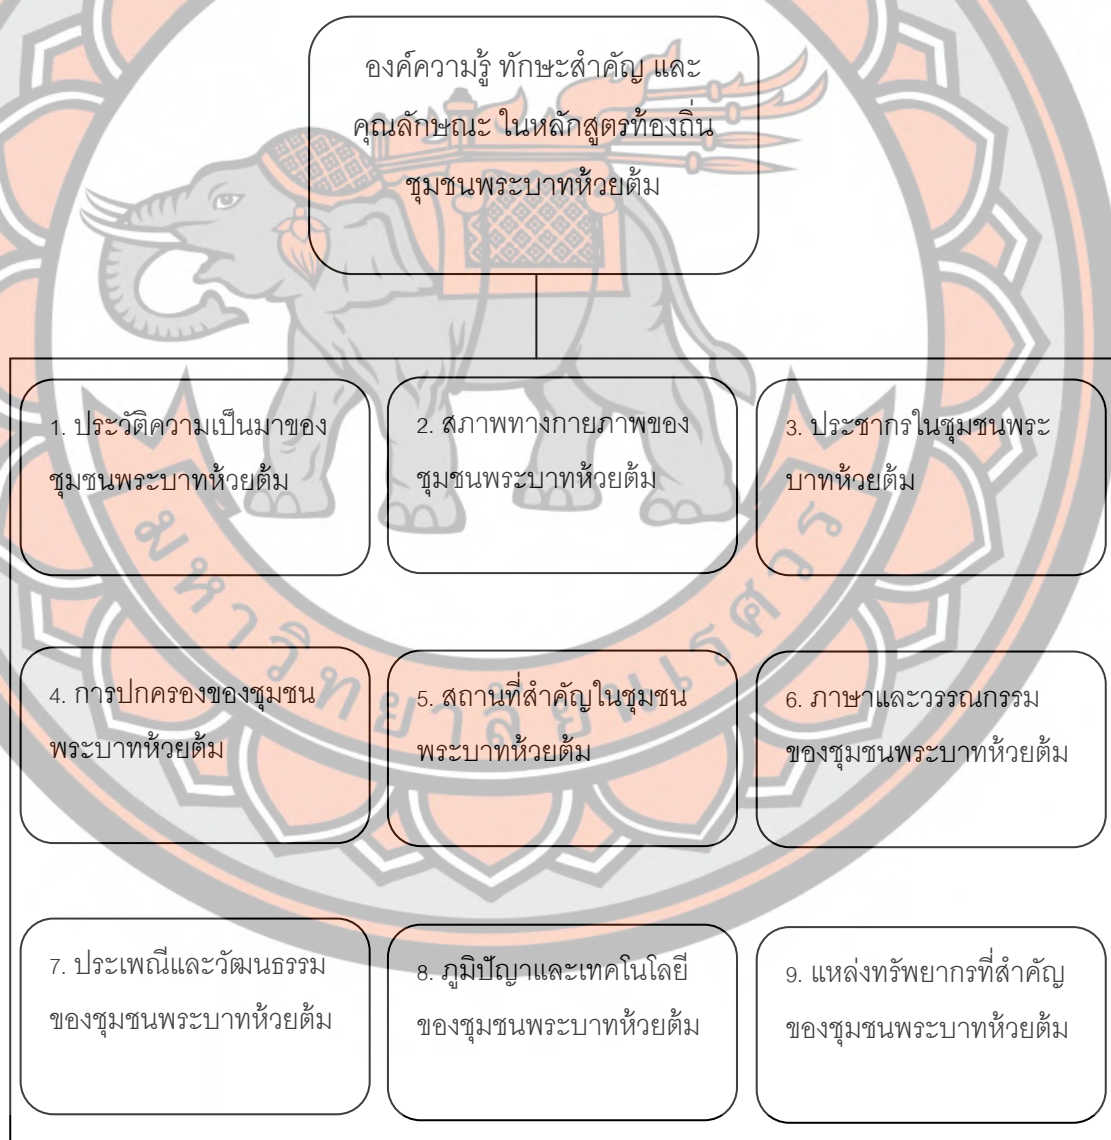 องค์ความรู้ ทักษะสำคัญ และ
คุณลักษณะ ในหลักสูตรท้องถิ่น
ชุมชนพระบาทห้วยต้ม
1. ประวัติความเป็นมาของ
ชุมชนพระบาทห้วยต้ม
2. สภาพทางกายภาพของ
ชุมชนพระบาทห้วยต้ม
3. ประชากรในชุมชนพระ
บาทห้วยต้ม
4. การปกครองของชุมชน
พระบาทห้วยต้ม
5. สถานที่สำคัญในชุมชน
พระบาทห้วยต้ม
6. ภาษาและวรรณกรรม
ของชุมชนพระบาทห้วยต้ม
7. ประเพณีและวัฒนธรรม
ของชุมชนพระบาทห้วยต้ม
8. ภูมิปัญาและเทคโนโลยี
ของชุมชนพระบาทห้วยต้ม
9. แหล่งทรัพยากรที่สำคัญ
ของชุมชนพระบาทห้วยต้ม
มหาวิทยาลัยนเรศวร